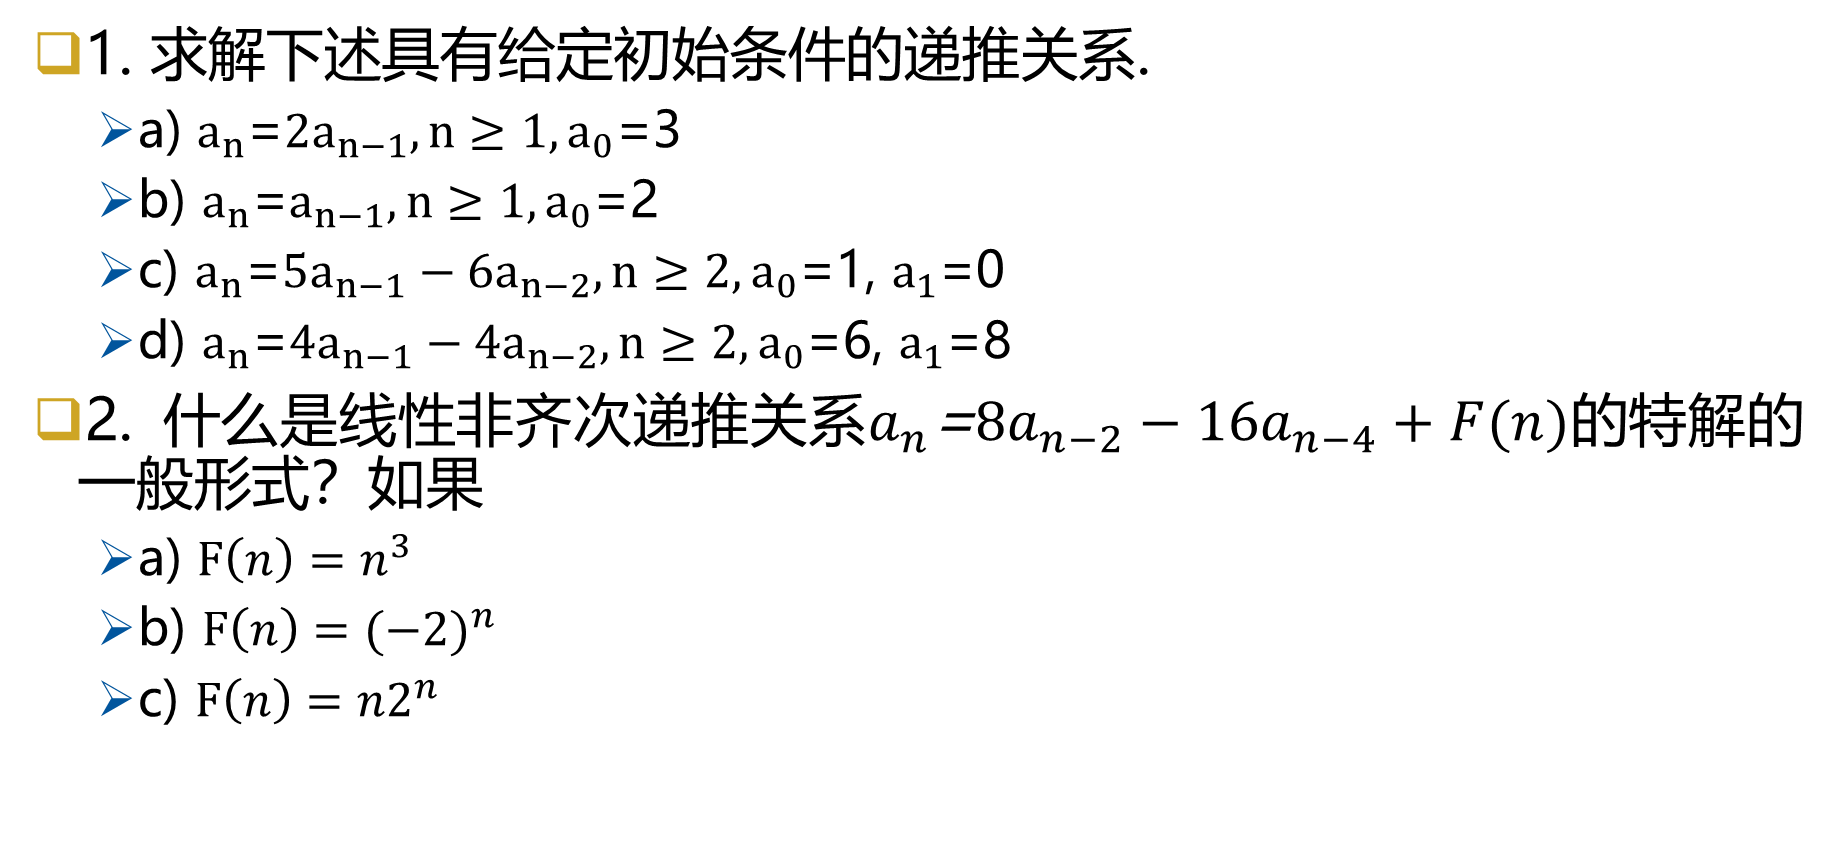 1. 求解下述具有给定初始条件的递推关系.
a) aₙ=2aₙ₋₁, n ≥ 1, a₀=3
b) aₙ=aₙ₋₁, n ≥ 1, a₀=2
c) aₙ=5aₙ₋₁ − 6aₙ₋₂, n ≥ 2, a₀=1, a₁=0
d) aₙ=4aₙ₋₁ − 4aₙ₋₂, n ≥ 2, a₀=6, a₁=8
2. 什么是线性非齐次递推关系aₙ=8aₙ₋₂ − 16aₙ₋₄ + F(n)的特解的
一般形式？如果
a) F(n) = n³
b) F(n) = (−2)ⁿ
c) F(n) = n2ⁿ